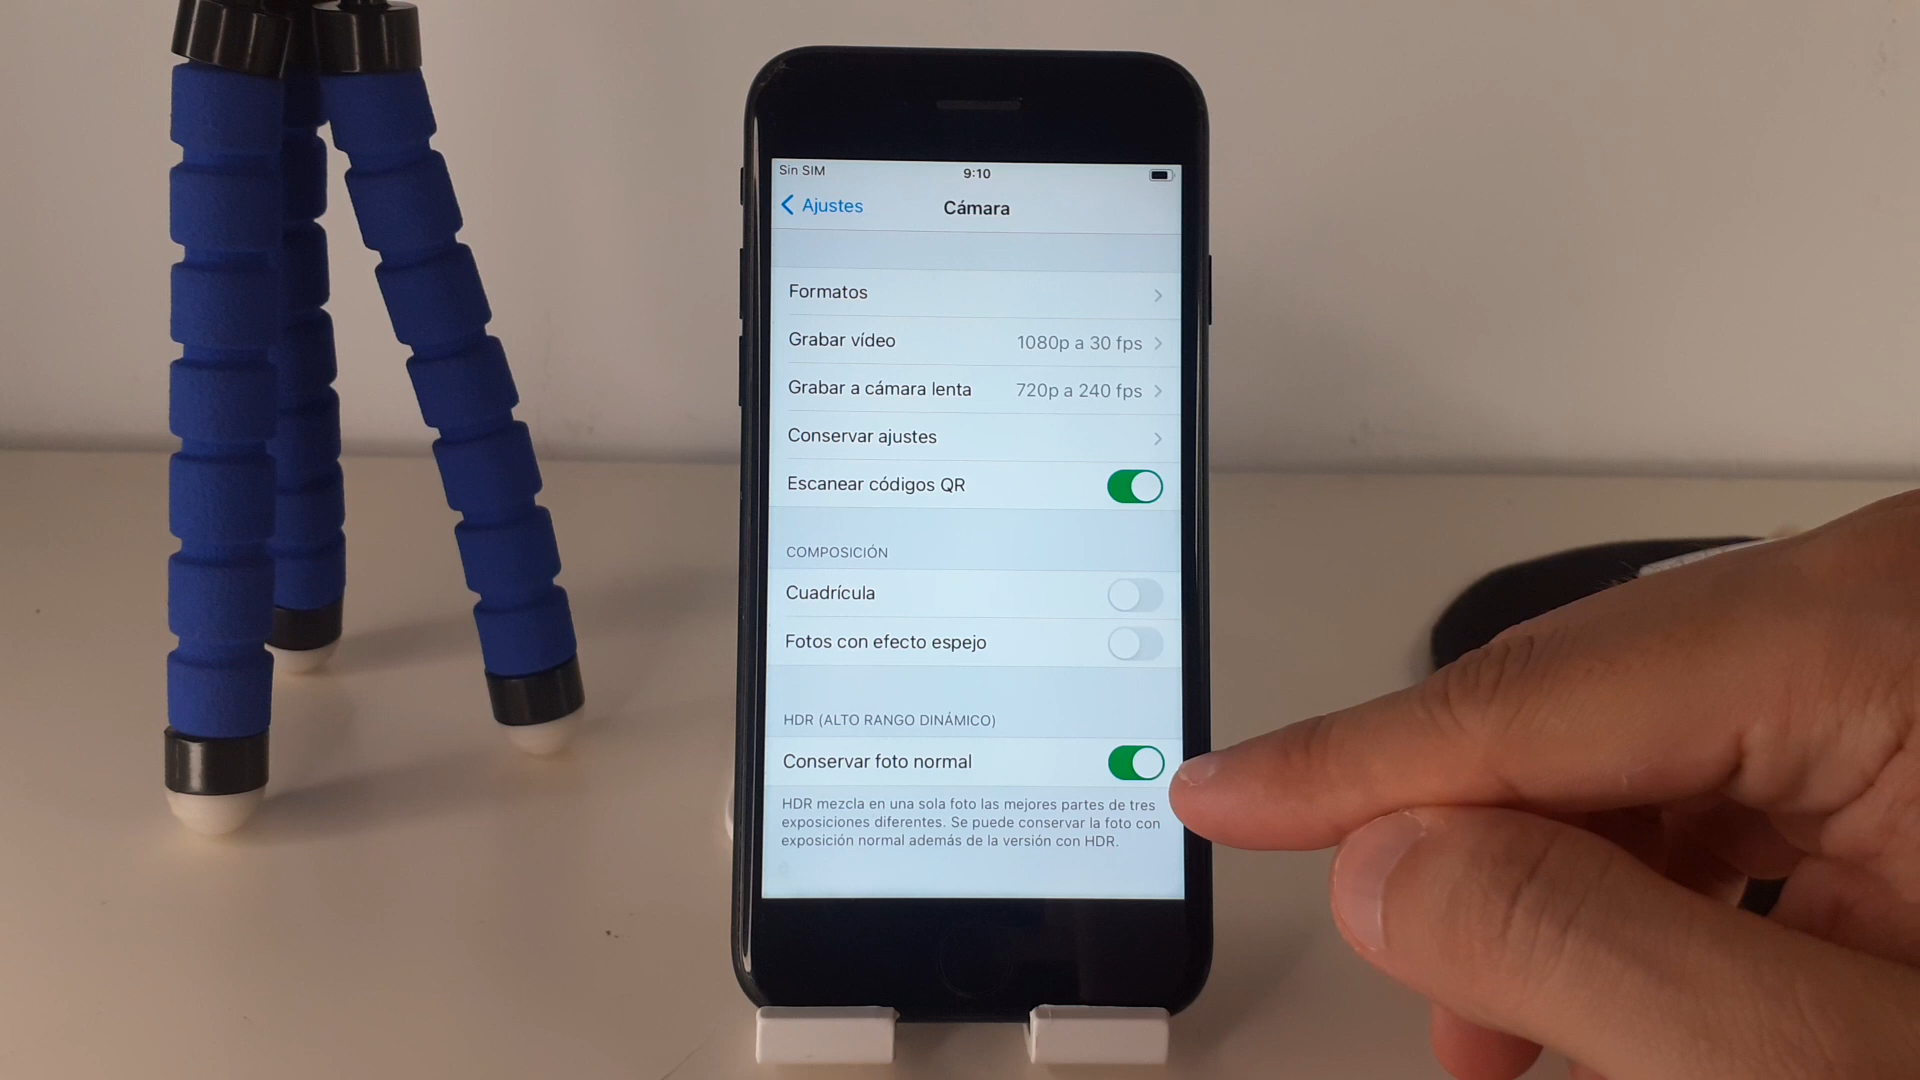 Sin SIM
9:10
Ajustes
Cámara
Formatos
Grabar vídeo 1080p a 30 fps
Grabar a cámara lenta 720p a 240 fps
Conservar ajustes
Escanear códigos QR
COMPOSICIÓN
Cuadrícula
Fotos con efecto espejo
HDR (ALTO RANGO DINÁMICO)
Conservar foto normal
HDR mezcla en una sola foto las mejores partes de tres
exposiciones diferentes. Se puede conservar la foto con
exposición normal además de la versión con HDR.